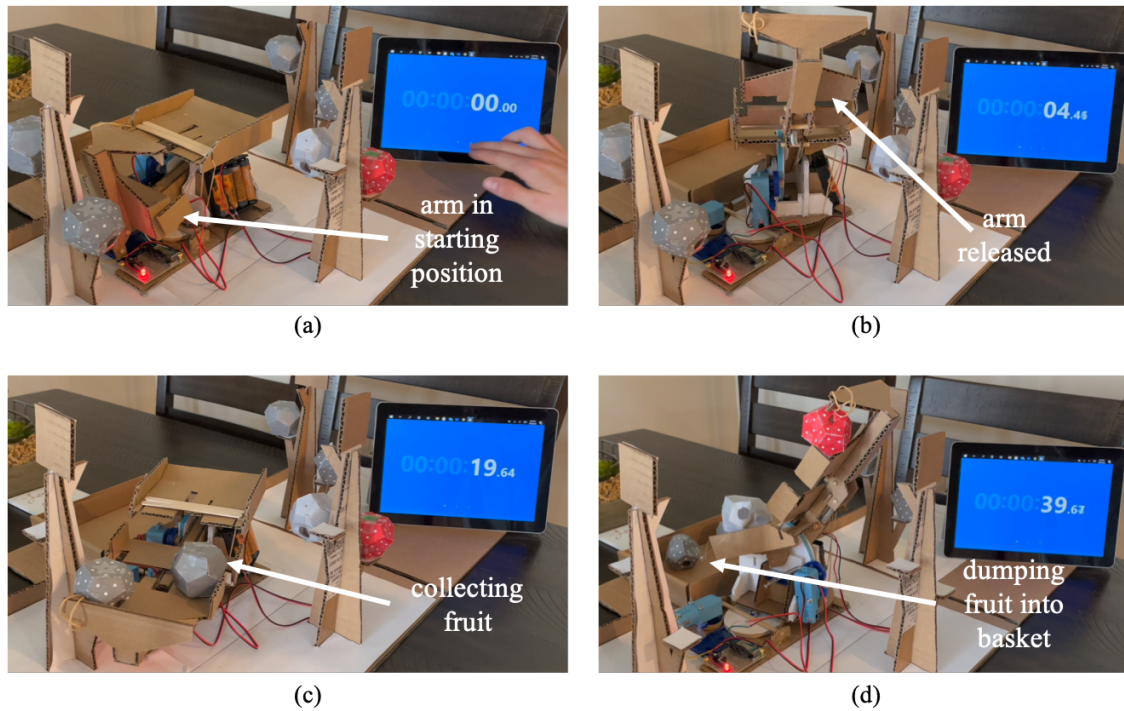 00:00:00.00
arm in
starting
position
(a)
00:00:04.45
arm
released
(b)
00:00:19.64
collecting
fruit
(c)
00:00:39.67
dumping
fruit into
basket
(d)